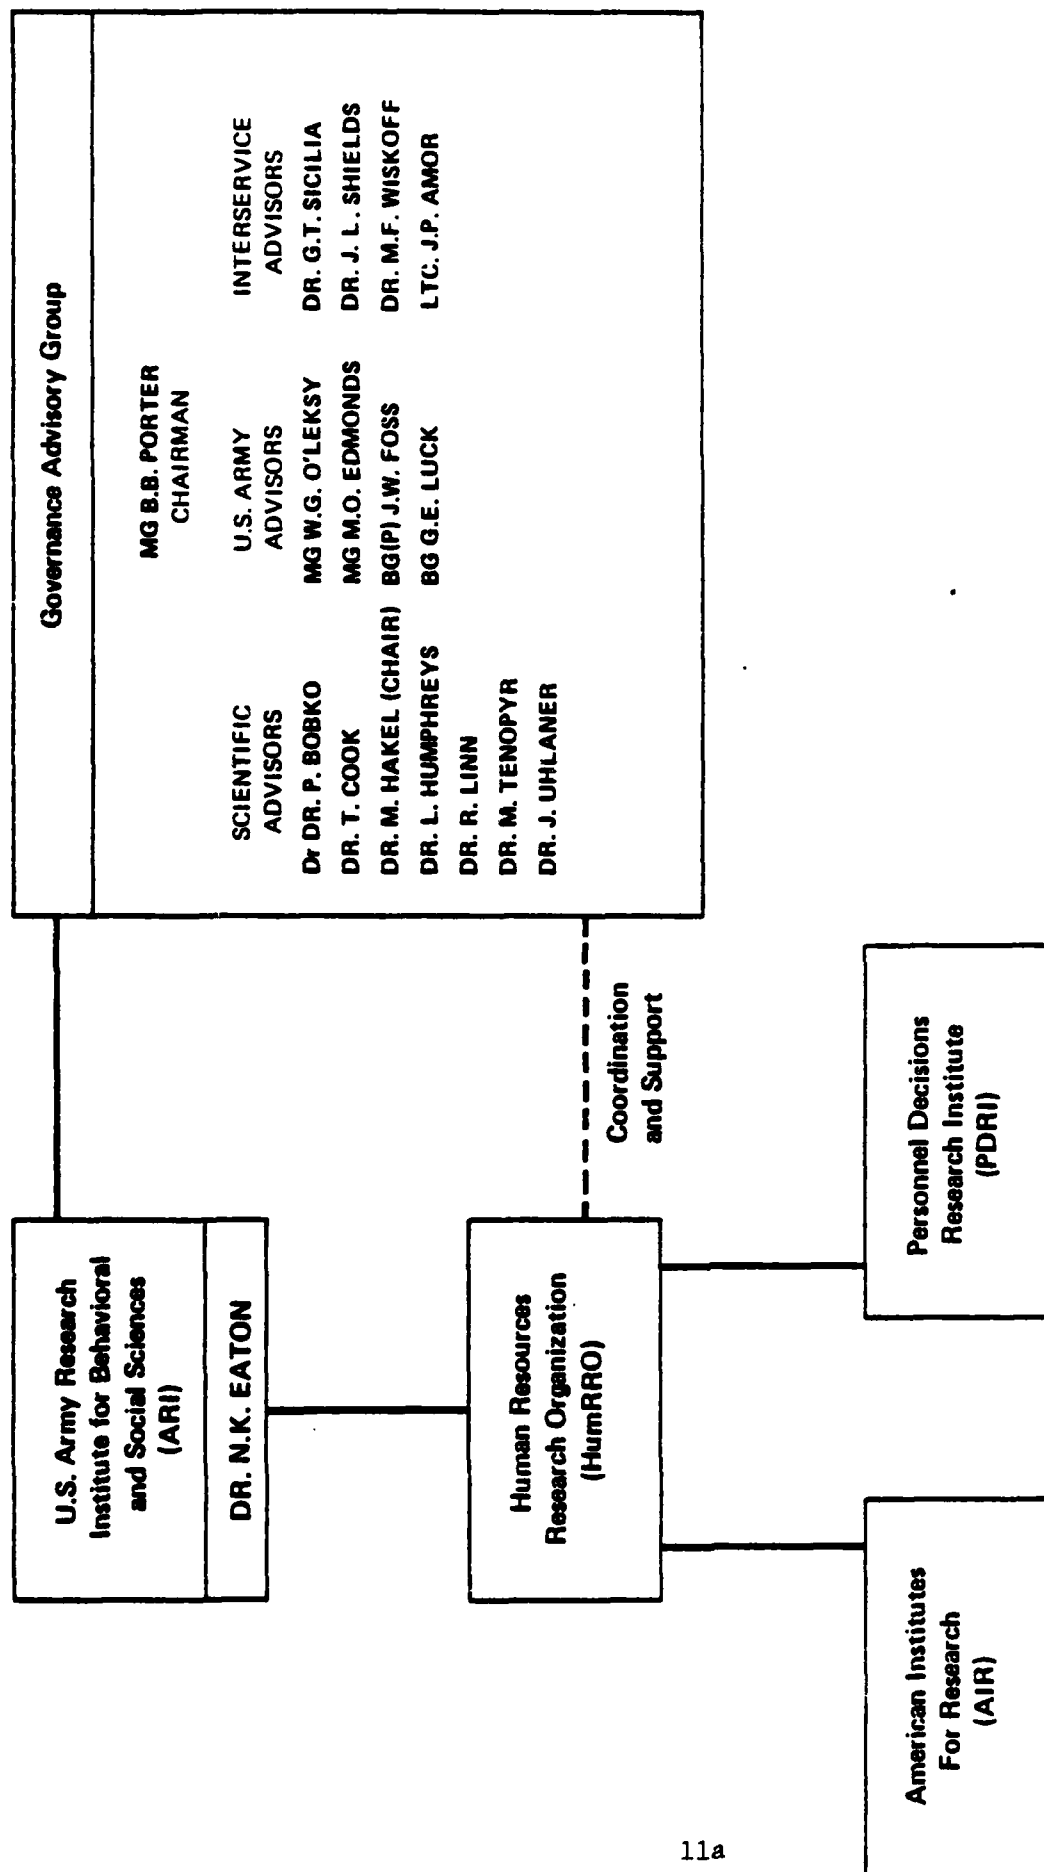 Governance Advisory Group
MG B.B. PORTER
CHAIRMAN
SCIENTIFIC
ADVISORS
Dr DR. P. BOBKO
DR. T. COOK
DR. M. HAKEL (CHAIR)
DR. L. HUMPHREYS
DR. R. LINN
DR. M. TENOPYR
DR. J. UHLANER
U.S. ARMY
ADVISORS
MG W.G. O'LEKSY
MG M.O. EDMONDS
BG(P) J.W. FOSS
BG G.E. LUCK
INTERSERVICE
ADVISORS
DR. G.T. SICILIA
DR. J. L. SHIELDS
DR. M.F. WISKOFF
LTC. J.P. AMOR
U.S. Army Research
Institute for Behavioral
and Social Sciences
(ARI)
DR. N.K. EATON
Human Resources
Research Organization
(HumRRO)
Coordination
and Support
American Institutes
For Research
(AIR)
Personnel Decisions
Research Institute
(PDRI)
11a